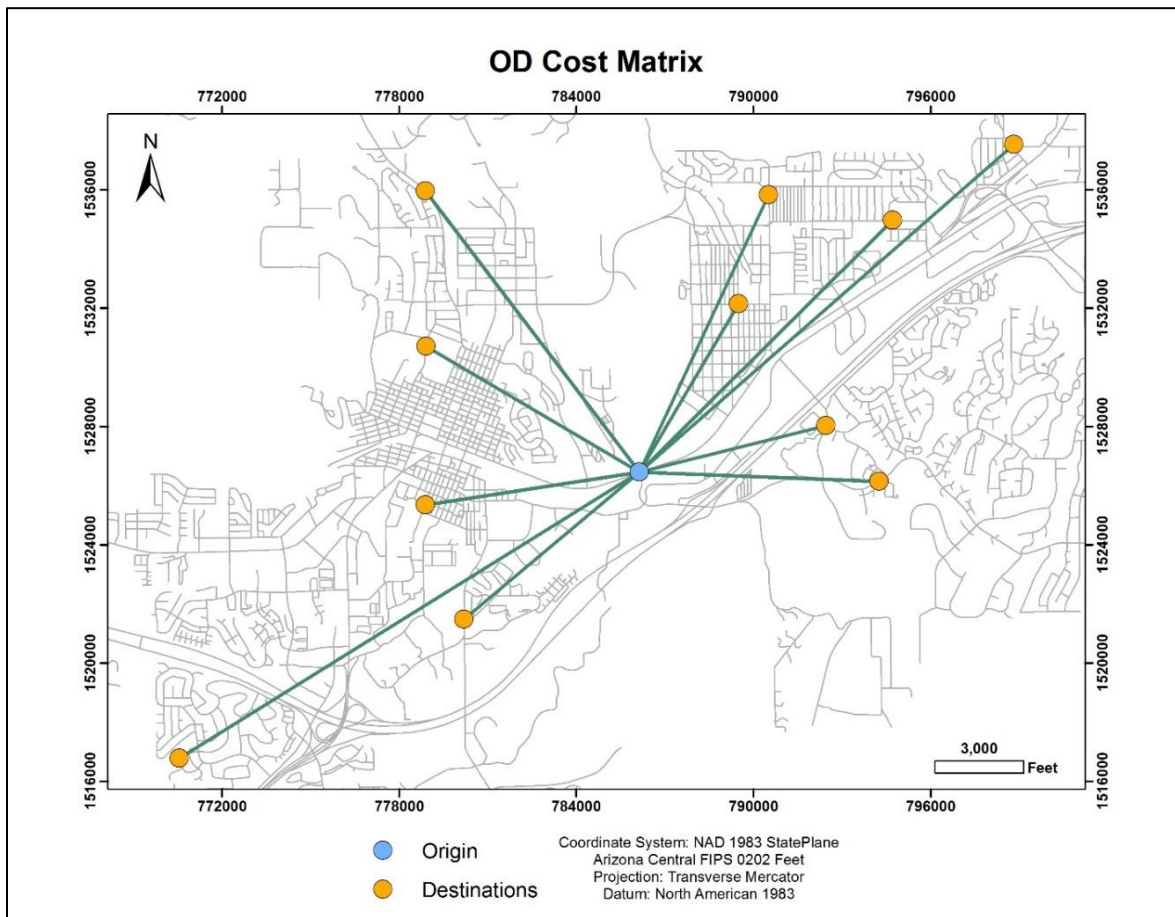 OD Cost Matrix
772000 778000 784000 790000 796000
N
1536000 1536000
1532000 1532000
1528000 1528000
1524000 1524000
1520000 1520000
1516000 1516000
3,000
Feet
772000 778000 784000 790000 796000
Origin
Destinations
Coordinate System: NAD 1983 StatePlane
Arizona Central FIPS 0202 Feet
Projection: Transverse Mercator
Datum: North American 1983